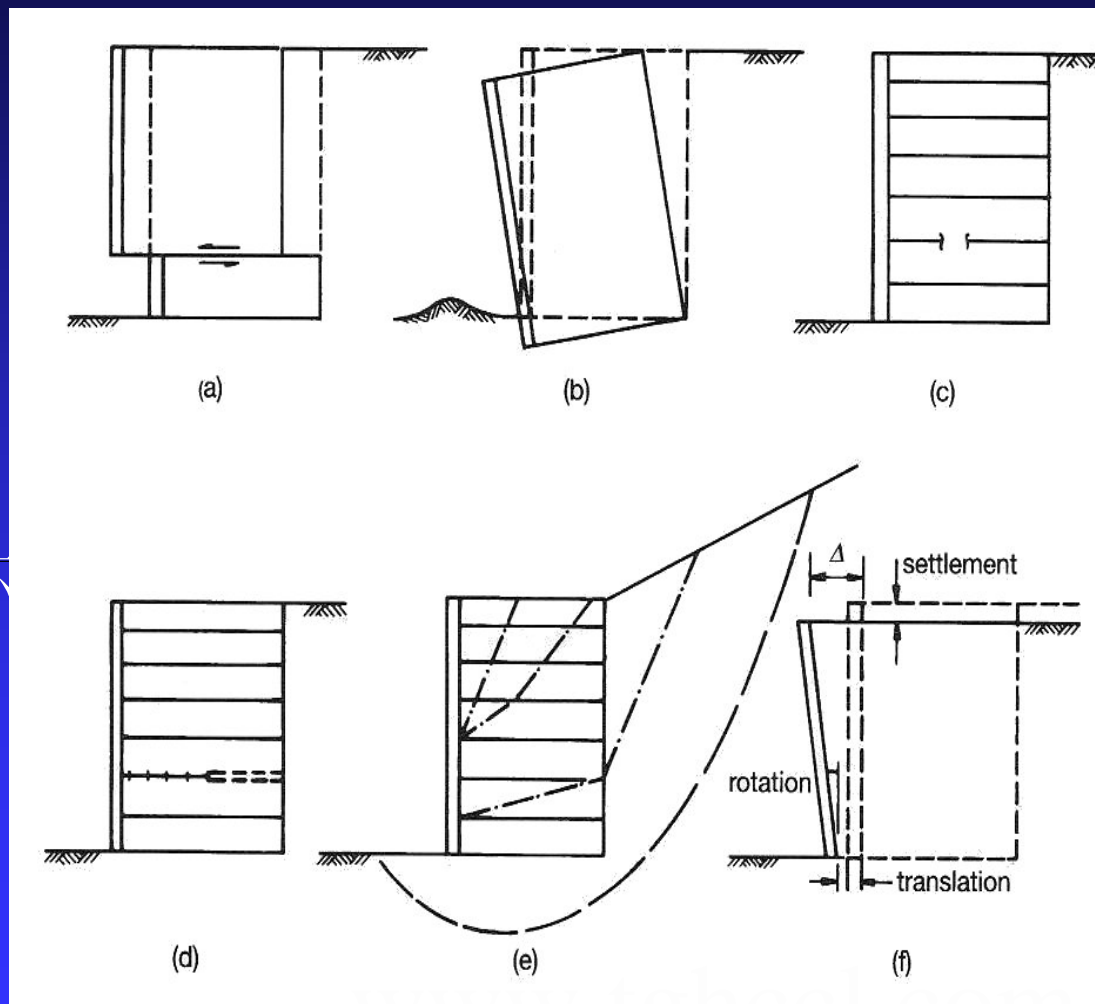 (a)
(b)
(c)
Δ
settlement
rotation
translation
(d)
(e)
(f)